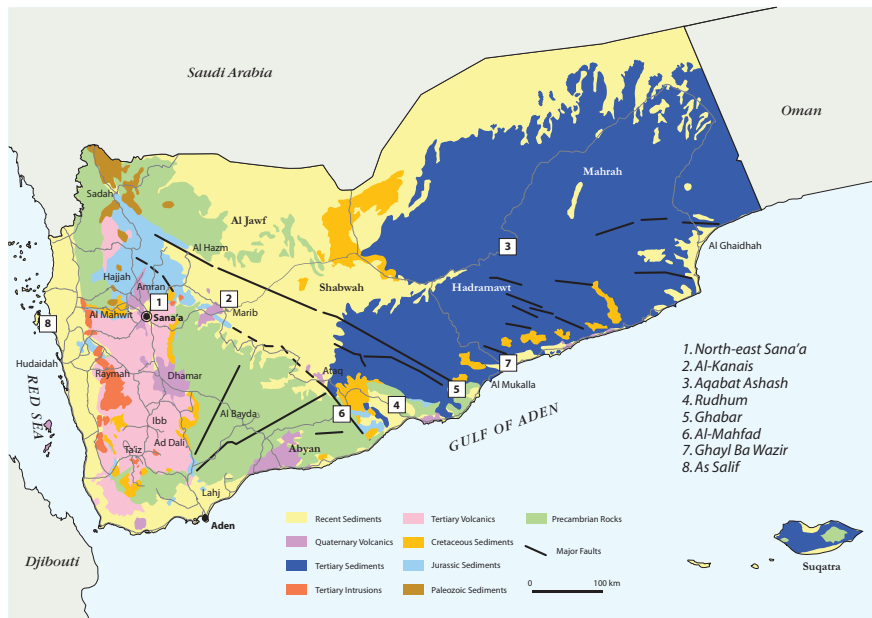 Saudi Arabia
Oman
Mahrah
Sadah
Al Jawf
Al Hazm
Al Ghaidhah
3
Hajjah
Amran
Shabwah
Hadramawt
1
2
Al Mahwit
Sana'a
Marib
8
Hudaidah
RED SEA
Raymah
Dhamar
Ataq
7
Al Mukalla
5
4
6
Al Bayda
Ibb
Ad Dali
Ta'iz
Abyan
GULF OF ADEN
Lahj
Aden
Djibouti
Suqatra
1. North-east Sana'a
2. Al-Kanais
3. Aqabat Ashash
4. Rudhum
5. Ghabar
6. Al-Mahfad
7. Ghayl Ba Wazir
8. As Salif
Recent Sediments
Quaternary Volcanics
Tertiary Sediments
Tertiary Intrusions
Tertiary Volcanics
Cretaceous Sediments
Jurassic Sediments
Paleozoic Sediments
Precambrian Rocks
Major Faults
0 100 km